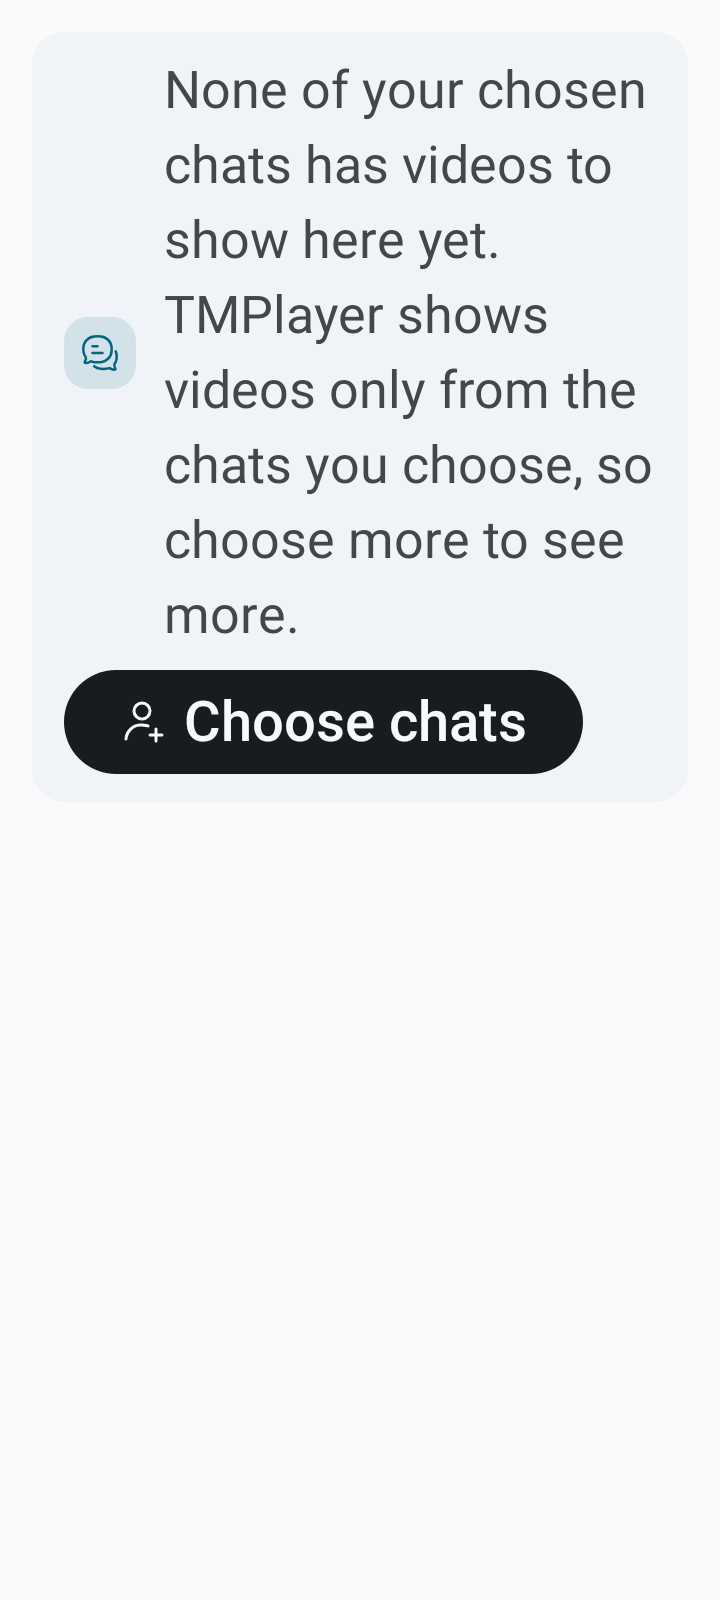 None of your chosen
chats has videos to
show here yet.
TMPlayer shows
videos only from the
chats you choose, so
choose more to see
more.
Choose chats